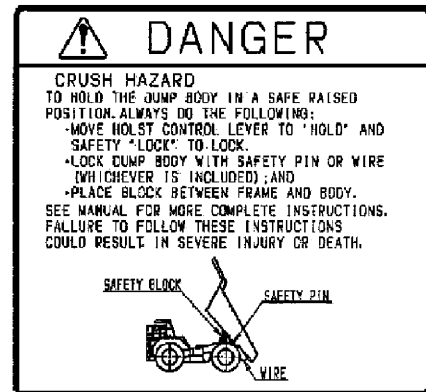 DANGER
CRUSH HAZARD
TO HOLD THE DUMP BODY IN A SAFE RAISED
POSITION. ALWAYS DO THE FOLLOWING:
•MOVE HOLST CONTROL LEVER TO "HOLD" AND
SAFETY "LOCK" TO LOCK.
•LOCK DUMP BODY WITH SAFETY PIN OR WIRE
(WHICHEVER IS INCLUDED); AND
•PLACE BLOCK BETWEEN FRAME AND BODY.
SEE MANUAL FOR MORE COMPLETE INSTRUCTIONS.
FALLURE TO FOLLOW THESE INSTRUCTIONS
COULD RESULT IN SEVERE INJURY OR DEATH.
SAFETY BLOCK
SAFETY PIN
WIRE